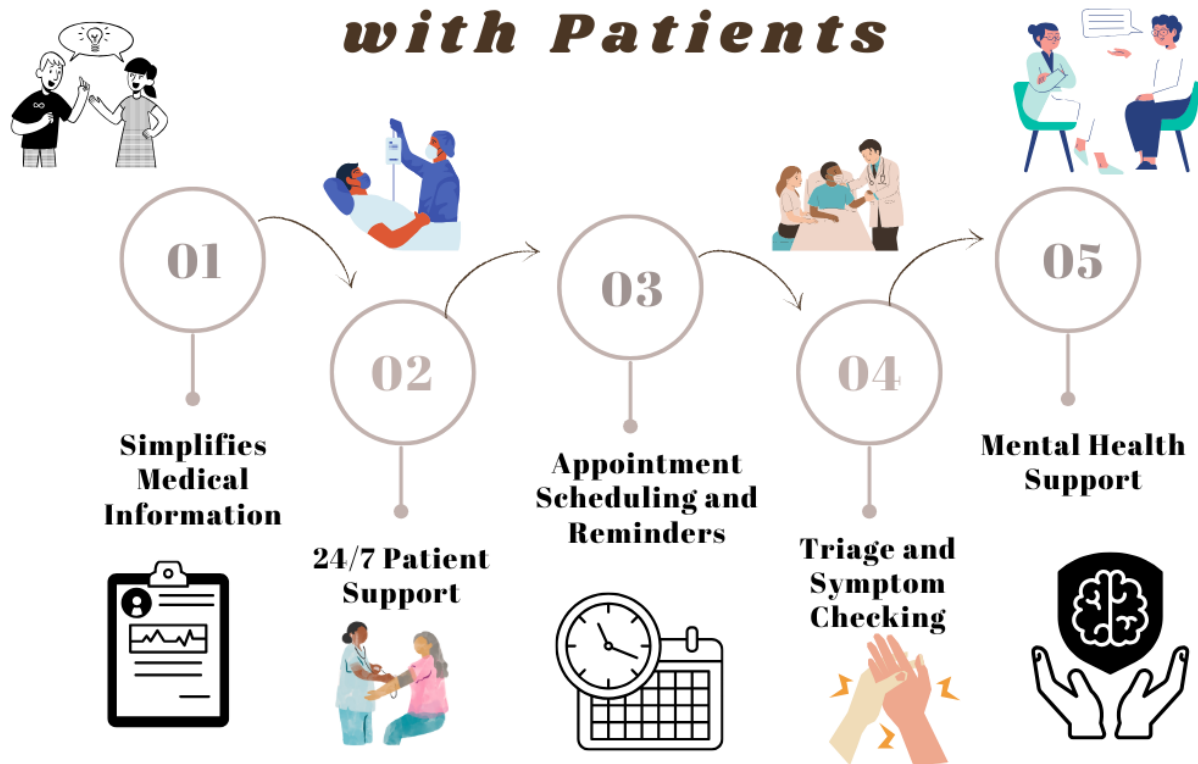 with Patients
01
Simplifies
Medical
Information
02
24/7 Patient
Support
03
Appointment
Scheduling and
Reminders
04
Triage and
Symptom
Checking
05
Mental Health
Support